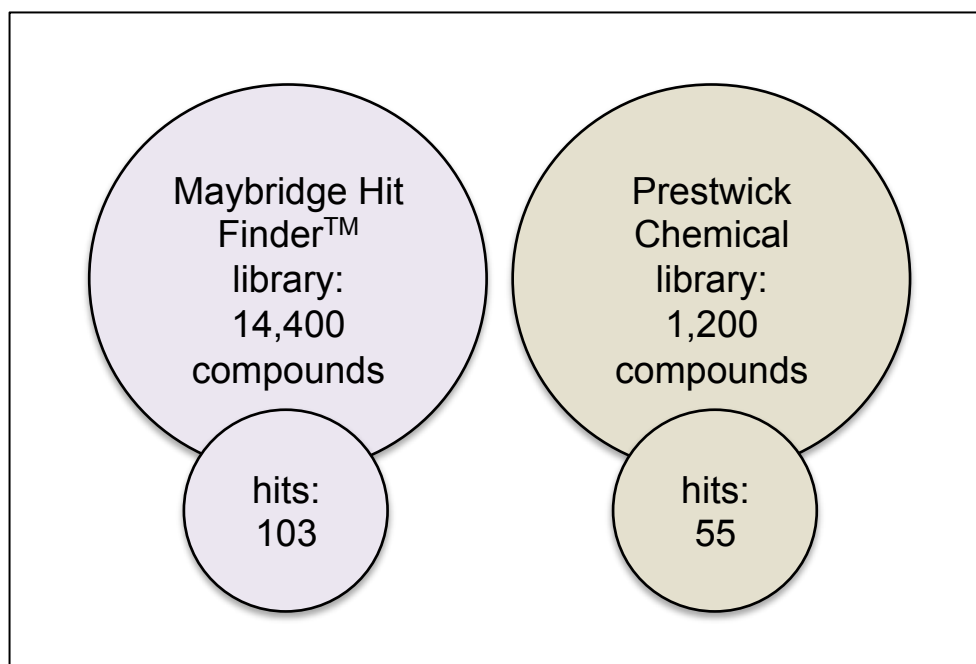 Maybridge Hit
Finder™
library:
14,400
compounds
hits:
103
Prestwick
Chemical
library:
1,200
compounds
hits:
55